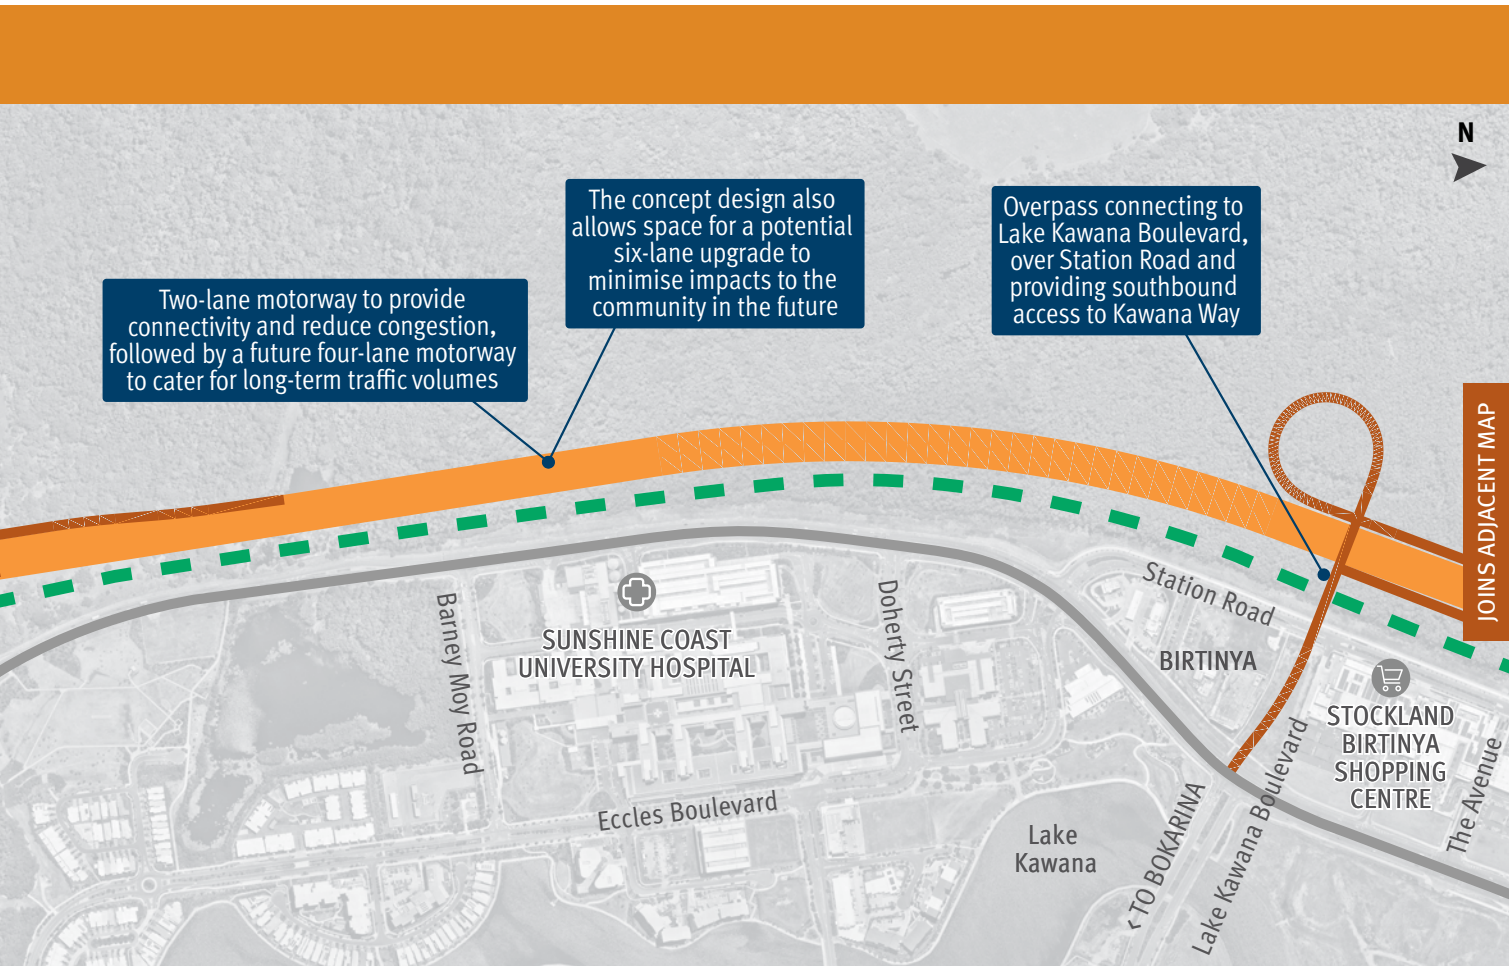 N
The concept design also
allows space for a potential
six-lane upgrade to
minimise impacts to the
community in the future
Overpass connecting to
Lake Kawana Boulevard,
over Station Road and
providing southbound
access to Kawana Way
Two-lane motorway to provide
connectivity and reduce congestion,
followed by a future four-lane motorway
to cater for long-term traffic volumes
JOINS ADJACENT MAP
Station Road
Barney Moy Road
SUNSHINE COAST
UNIVERSITY HOSPITAL
Doherty Street
BIRTINYA
STOCKLAND
BIRTINYA
SHOPPING
CENTRE
The Avenue
Eccles Boulevard
Lake
Kawana
< TO BOKARINA
Lake Kawana Boulevard